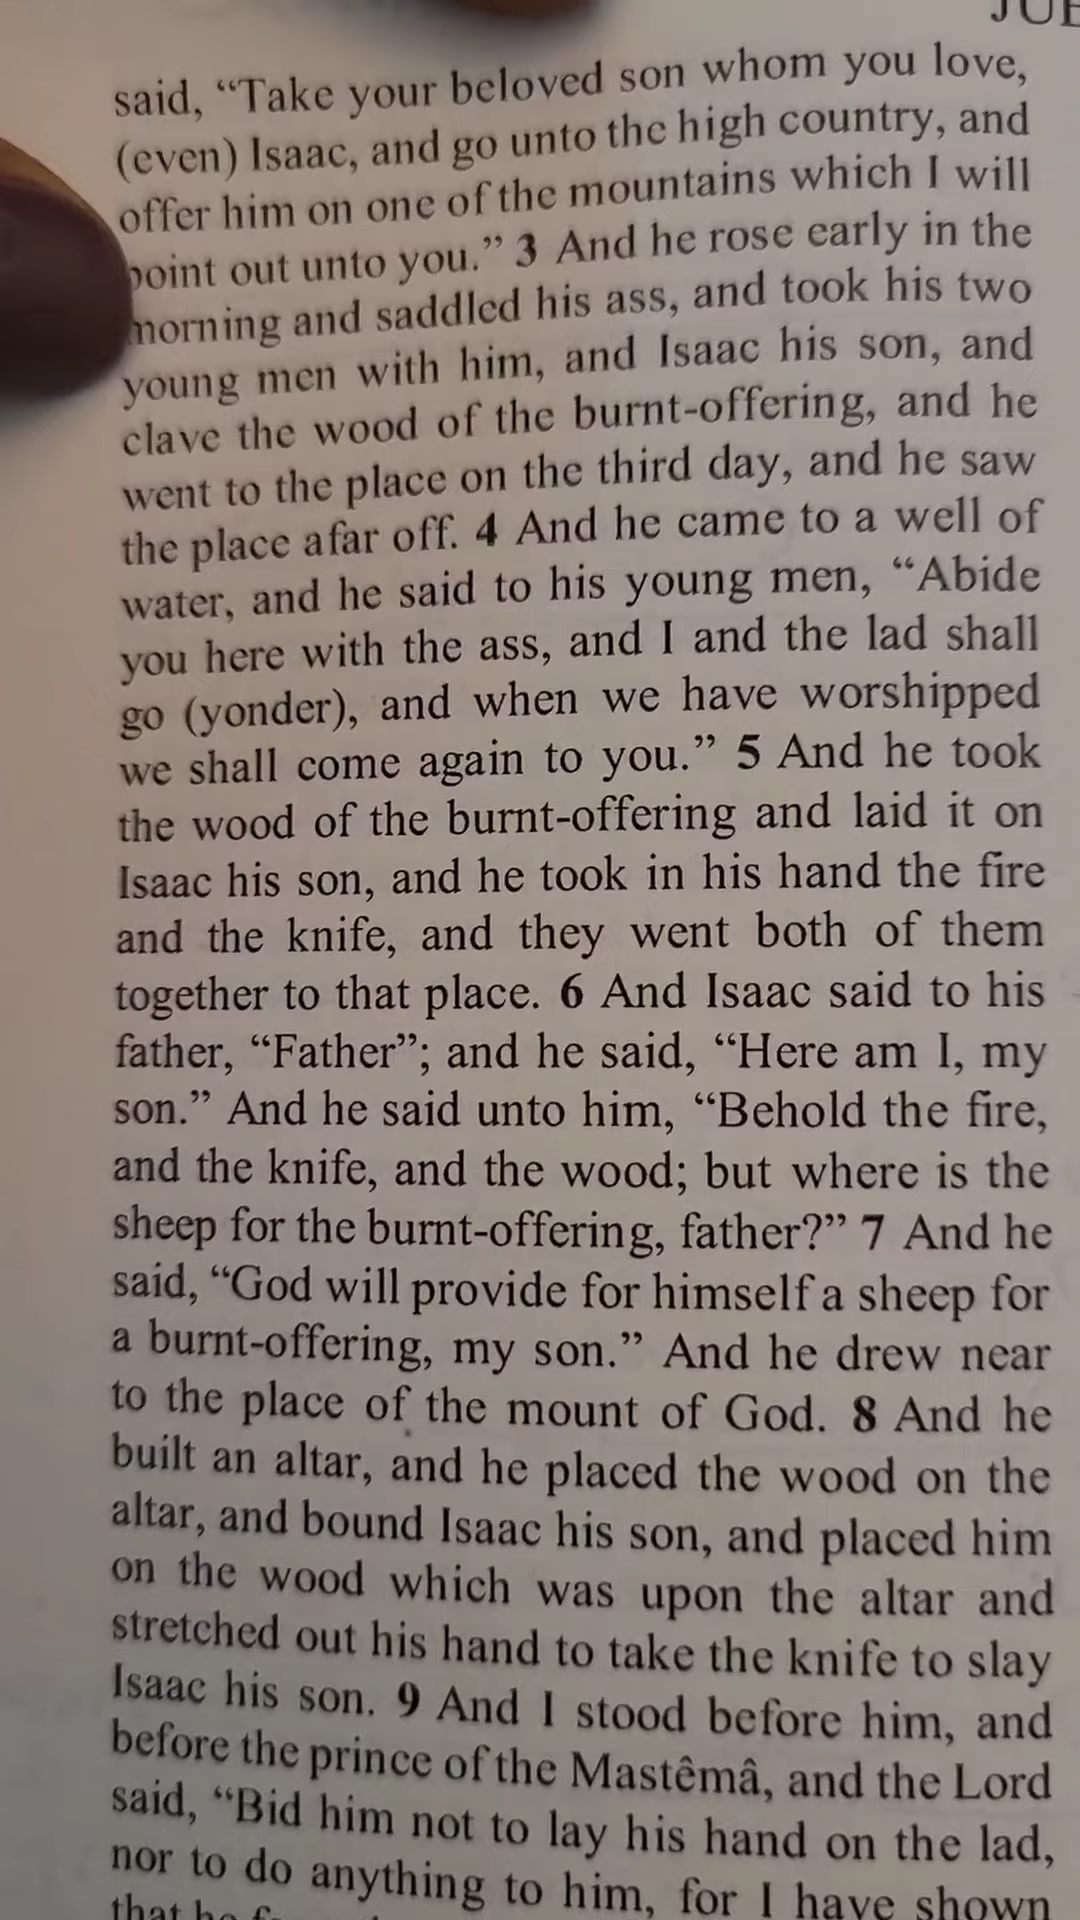 said, “Take your beloved son whom you love,
(even) Isaac, and go unto the high country, and
offer him on one of the mountains which I will
point out unto you.” 3 And he rose early in the
morning and saddled his ass, and took his two
young men with him, and Isaac his son, and
clave the wood of the burnt-offering, and he
went to the place on the third day, and he saw
the place afar off. 4 And he came to a well of
water, and he said to his young men, “Abide
you here with the ass, and I and the lad shall
go (yonder), and when we have worshipped
we shall come again to you.” 5 And he took
the wood of the burnt-offering and laid it on
Isaac his son, and he took in his hand the fire
and the knife, and they went both of them
together to that place. 6 And Isaac said to his
father, “Father”; and he said, “Here am I, my
son.” And he said unto him, “Behold the fire,
and the knife, and the wood; but where is the
sheep for the burnt-offering, father?” 7 And he
said, “God will provide for himself a sheep for
a burnt-offering, my son.” And he drew near
to the place of the mount of God. 8 And he
built an altar, and he placed the wood on the
altar, and bound Isaac his son, and placed him
on the wood which was upon the altar and
stretched out his hand to take the knife to slay
Isaac his son. 9 And I stood before him, and
before the prince of the Mastêmâ, and the Lord
said, “Bid him not to lay his hand on the lad,
nor to do anything to him, for I have shown
that he